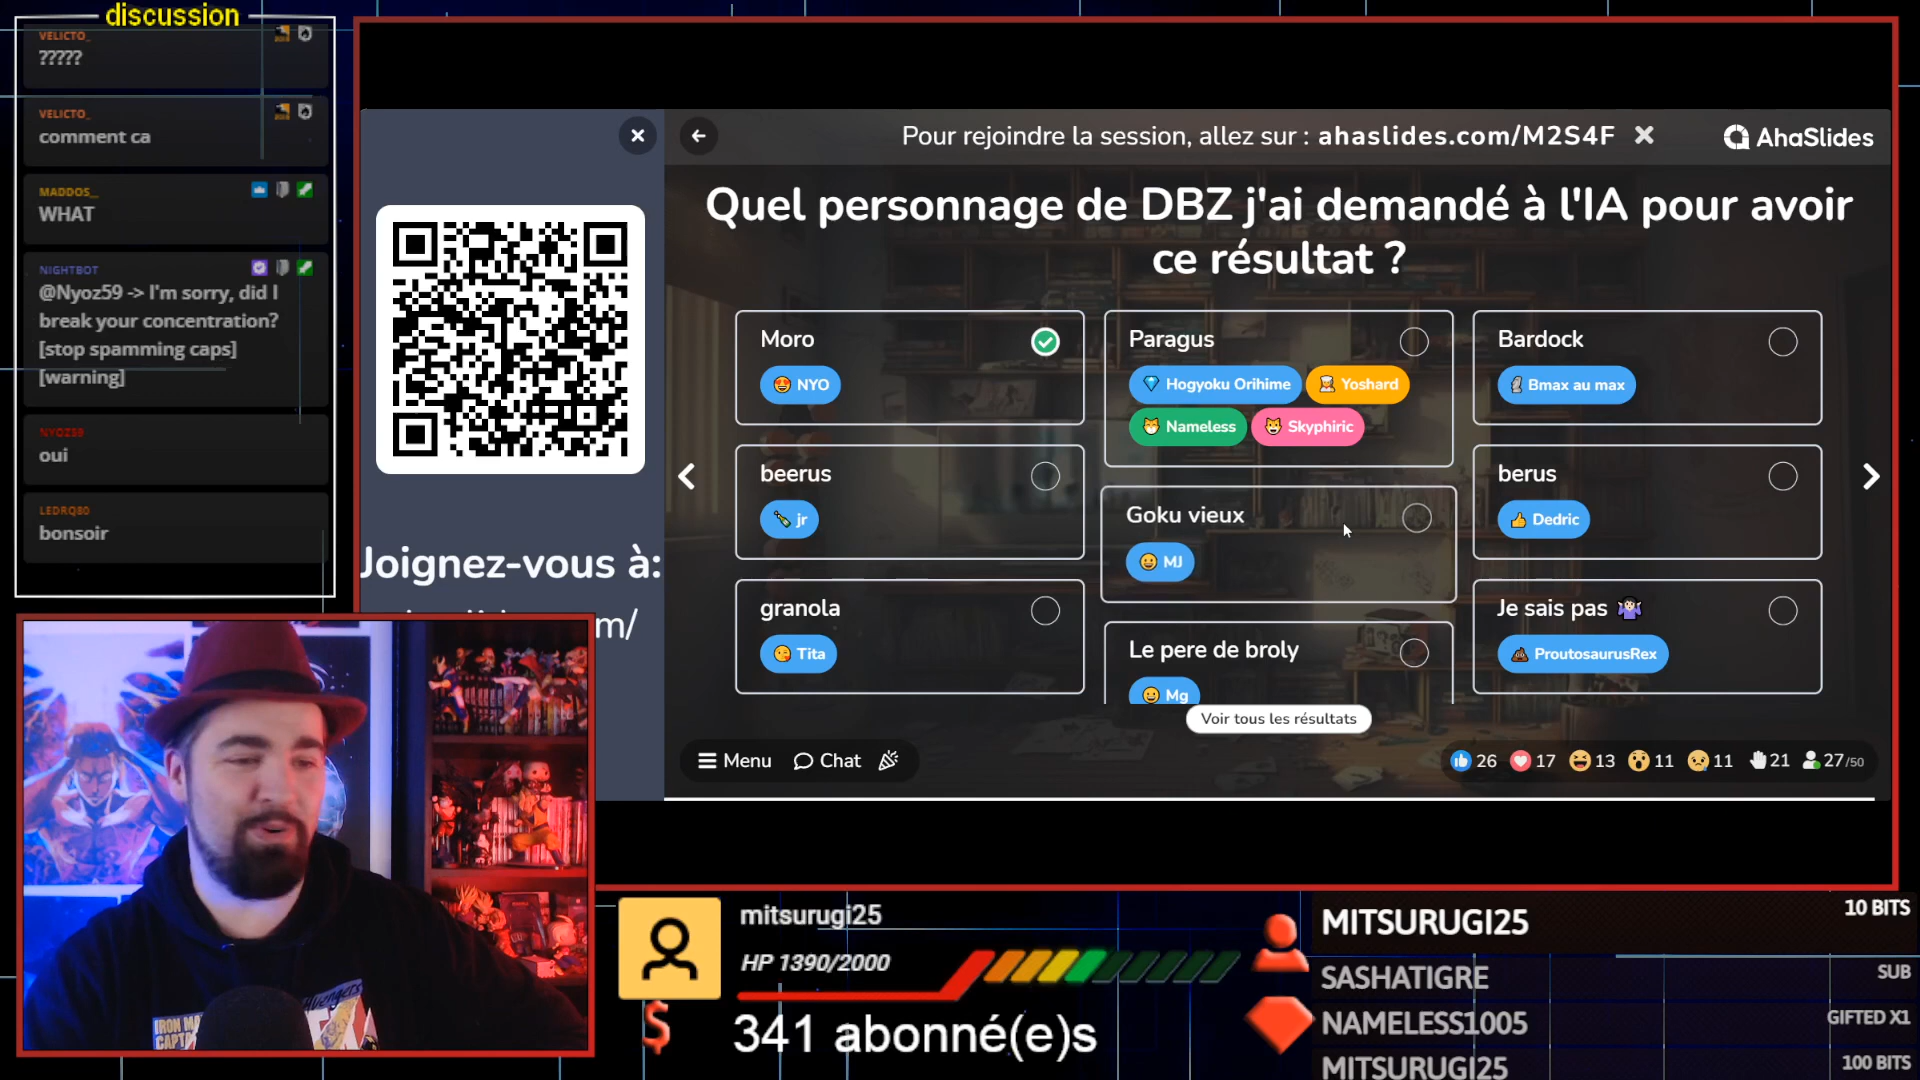 discussion
VELICTO_
?????
VELICTO_
comment ca
MADDOS__
WHAT
NIGHTBOT
@Nyoz59 -> I'm sorry, did I
break your concentration?
[stop spamming caps]
[warning]
NYOZ59
oui
LEDRQ80
bonsoir
Joignez-vous à:
m/
Pour rejoindre la session, allez sur : ahaslides.com/M2S4F
AhaSlides
Quel personnage de DBZ j'ai demandé à l'IA pour avoir
ce résultat ?
Moro
NYO
Paragus
Hogyoku Orihime
Yoshard
Nameless
Skyphiric
Bardock
Bmax au max
beerus
jr
Goku vieux
MJ
berus
Dedric
granola
Tita
Le pere de broly
Mg
Je sais pas
ProutosaurusRex
Voir tous les résultats
Menu
Chat
26
17
13
11
11
21
27/50
mitsurugi25
HP 1390/2000
341 abonné(e)s
MITSURUGI25
10 BITS
SASHATIGRE
SUB
NAMELESS1005
GIFTED X1
MITSURUGI25
100 BITS
IRON MA
CAPT